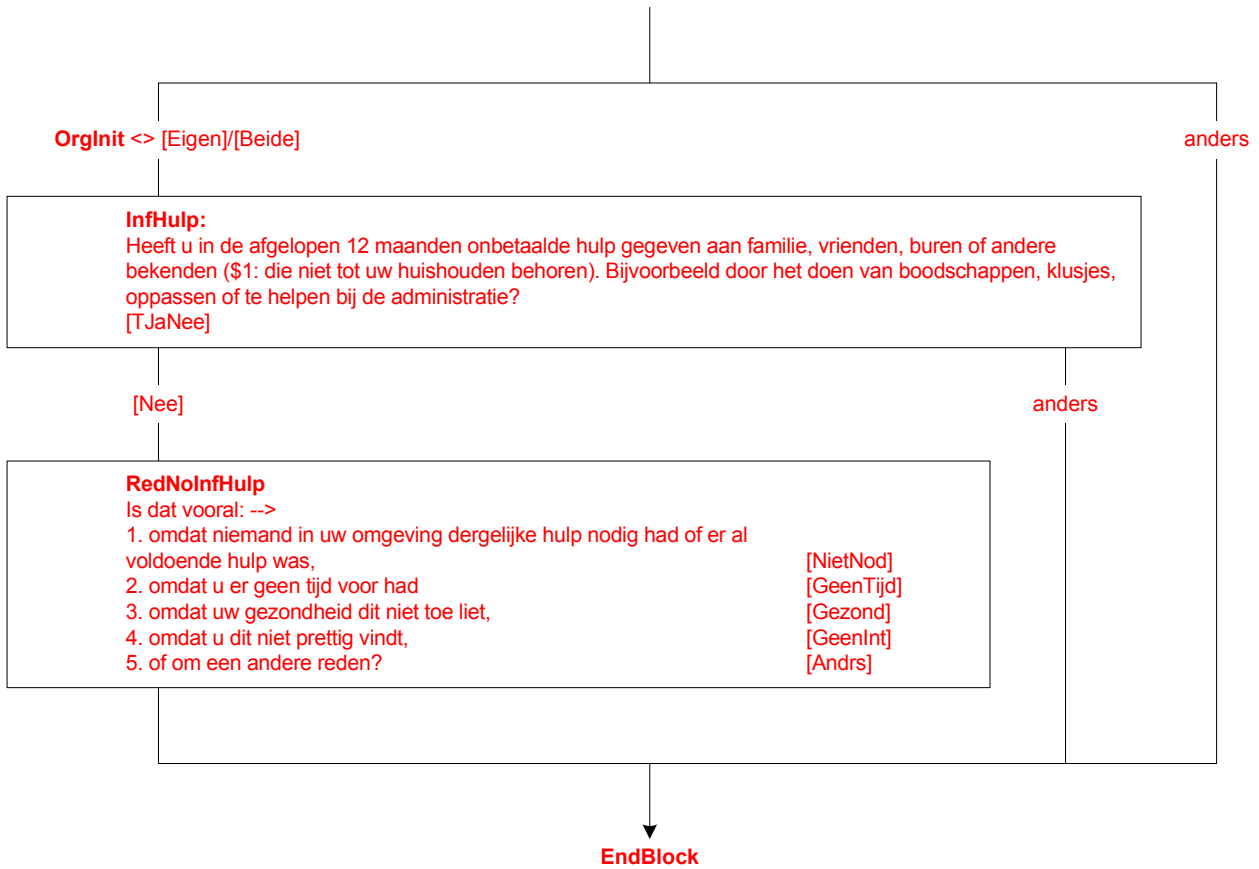 OrgInit <> [Eigen]/[Beide]
anders
InfHulp:
Heeft u in de afgelopen 12 maanden onbetaalde hulp gegeven aan familie, vrienden, buren of andere
bekenden ($1: die niet tot uw huishouden behoren). Bijvoorbeeld door het doen van boodschappen, klusjes,
oppassen of te helpen bij de administratie?
[TJaNee]
[Nee]
anders
RedNoInfHulp
Is dat vooral: -->
1. omdat niemand in uw omgeving dergelijke hulp nodig had of er al
voldoende hulp was, [NietNod]
2. omdat u er geen tijd voor had [GeenTijd]
3. omdat uw gezondheid dit niet toe liet, [Gezond]
4. omdat u dit niet prettig vindt, [GeenInt]
5. of om een andere reden? [Andrs]
EndBlock